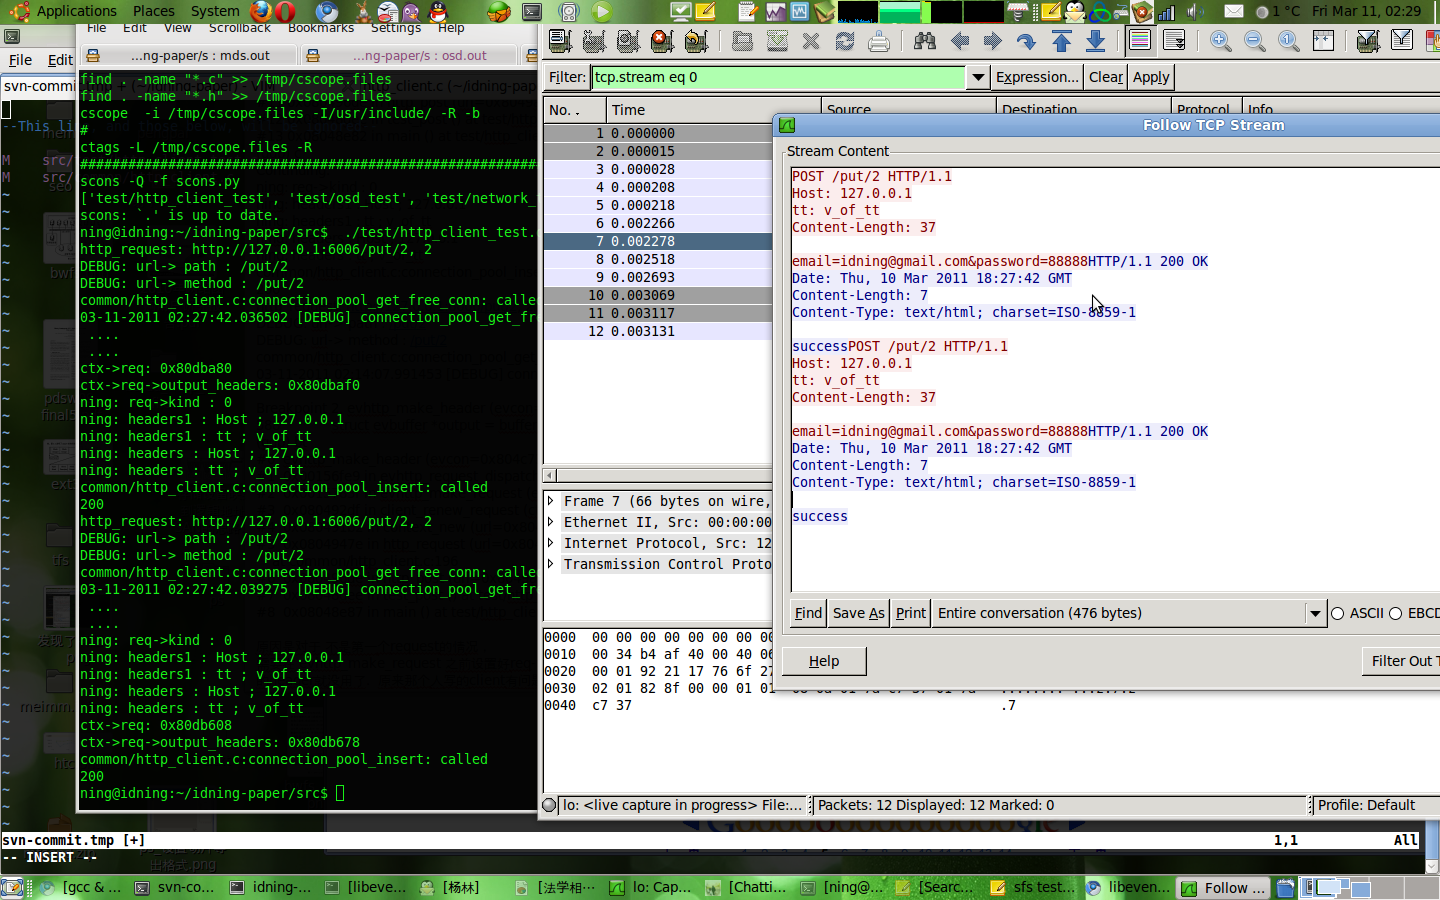 Applications Places System 1 °C Fri Mar 11, 02:29
File Edit View Scrollback Bookmarks Settings Help
File Edit
...ng-paper/s : mds.out ...ng-paper/s : osd.out
svn-commit
--This li
M src/
M src/
find . -name "*.c" >> /tmp/cscope.files
find . -name "*.h" >> /tmp/cscope.files
cscope -i /tmp/cscope.files -I/usr/include/ -R -b
#
ctags -L /tmp/cscope.files -R
scons -Q -f scons.py
['test/http_client_test', 'test/osd_test', 'test/network_
scons: `.' is up to date.
ning@idning:~/idning-paper/src$ ./test/http_client_test.
http_request: http://127.0.0.1:6006/put/2, 2
DEBUG: url-> path : /put/2
DEBUG: url-> method : /put/2
common/http_client.c:connection_pool_get_free_conn: calle
03-11-2011 02:27:42.036502 [DEBUG] connection_pool_get_fr
....
.....
ctx->req: 0x80dba80
ctx->req->output_headers: 0x80dbaf0
ning: req->kind : 0
ning: headers1 : Host ; 127.0.0.1
ning: headers1 : tt ; v_of_tt
ning: headers : Host ; 127.0.0.1
ning: headers : tt ; v_of_tt
common/http_client.c:connection_pool_insert: called
200
http_request: http://127.0.0.1:6006/put/2, 2
DEBUG: url-> path : /put/2
DEBUG: url-> method : /put/2
common/http_client.c:connection_pool_get_free_conn: calle
03-11-2011 02:27:42.039275 [DEBUG] connection_pool_get_fr
....
....
ning: req->kind : 0
ning: headers1 : Host ; 127.0.0.1
ning: headers1 : tt ; v_of_tt
ning: headers : Host ; 127.0.0.1
ning: headers : tt ; v_of_tt
ctx->req: 0x80db608
ctx->req->output_headers: 0x80db678
common/http_client.c:connection_pool_insert: called
200
ning@idning:~/idning-paper/src$
Filter: tcp.stream eq 0 Expression... Clear Apply
No. Time Source Destination Protocol Info
1 0.000000
2 0.000015
3 0.000028
4 0.000208
5 0.000218
6 0.002266
7 0.002278
8 0.002518
9 0.002693
10 0.003069
11 0.003117
12 0.003131
Frame 7 (66 bytes on wire,
Ethernet II, Src: 00:00:00
Internet Protocol, Src: 12
Transmission Control Proto
0000 00 00 00 00 00 00 00
0010 00 34 b4 af 40 00 40 06
0020 00 01 92 21 17 76 6f 27
0030 02 01 82 8f 00 00 01 01
0040 c7 37 .7
lo: <live capture in progress> File:... Packets: 12 Displayed: 12 Marked: 0 Profile: Default
Follow TCP Stream
Stream Content
POST /put/2 HTTP/1.1
Host: 127.0.0.1
tt: v_of_tt
Content-Length: 37
email=idning@gmail.com&password=88888HTTP/1.1 200 OK
Date: Thu, 10 Mar 2011 18:27:42 GMT
Content-Length: 7
Content-Type: text/html; charset=ISO-8859-1
successPOST /put/2 HTTP/1.1
Host: 127.0.0.1
tt: v_of_tt
Content-Length: 37
email=idning@gmail.com&password=88888HTTP/1.1 200 OK
Date: Thu, 10 Mar 2011 18:27:42 GMT
Content-Length: 7
Content-Type: text/html; charset=ISO-8859-1
success
Find Save As Print Entire conversation (476 bytes) ASCII EBCD
Help Filter Out T
svn-commit.tmp [+] 1,1 All
-- INSERT --
[gcc & ... svn-co... idning-... [libeve... [杨林] [法学相... lo: Cap... [Chatti... [ning@... [Searc... sfs test... libeven... Follow ...